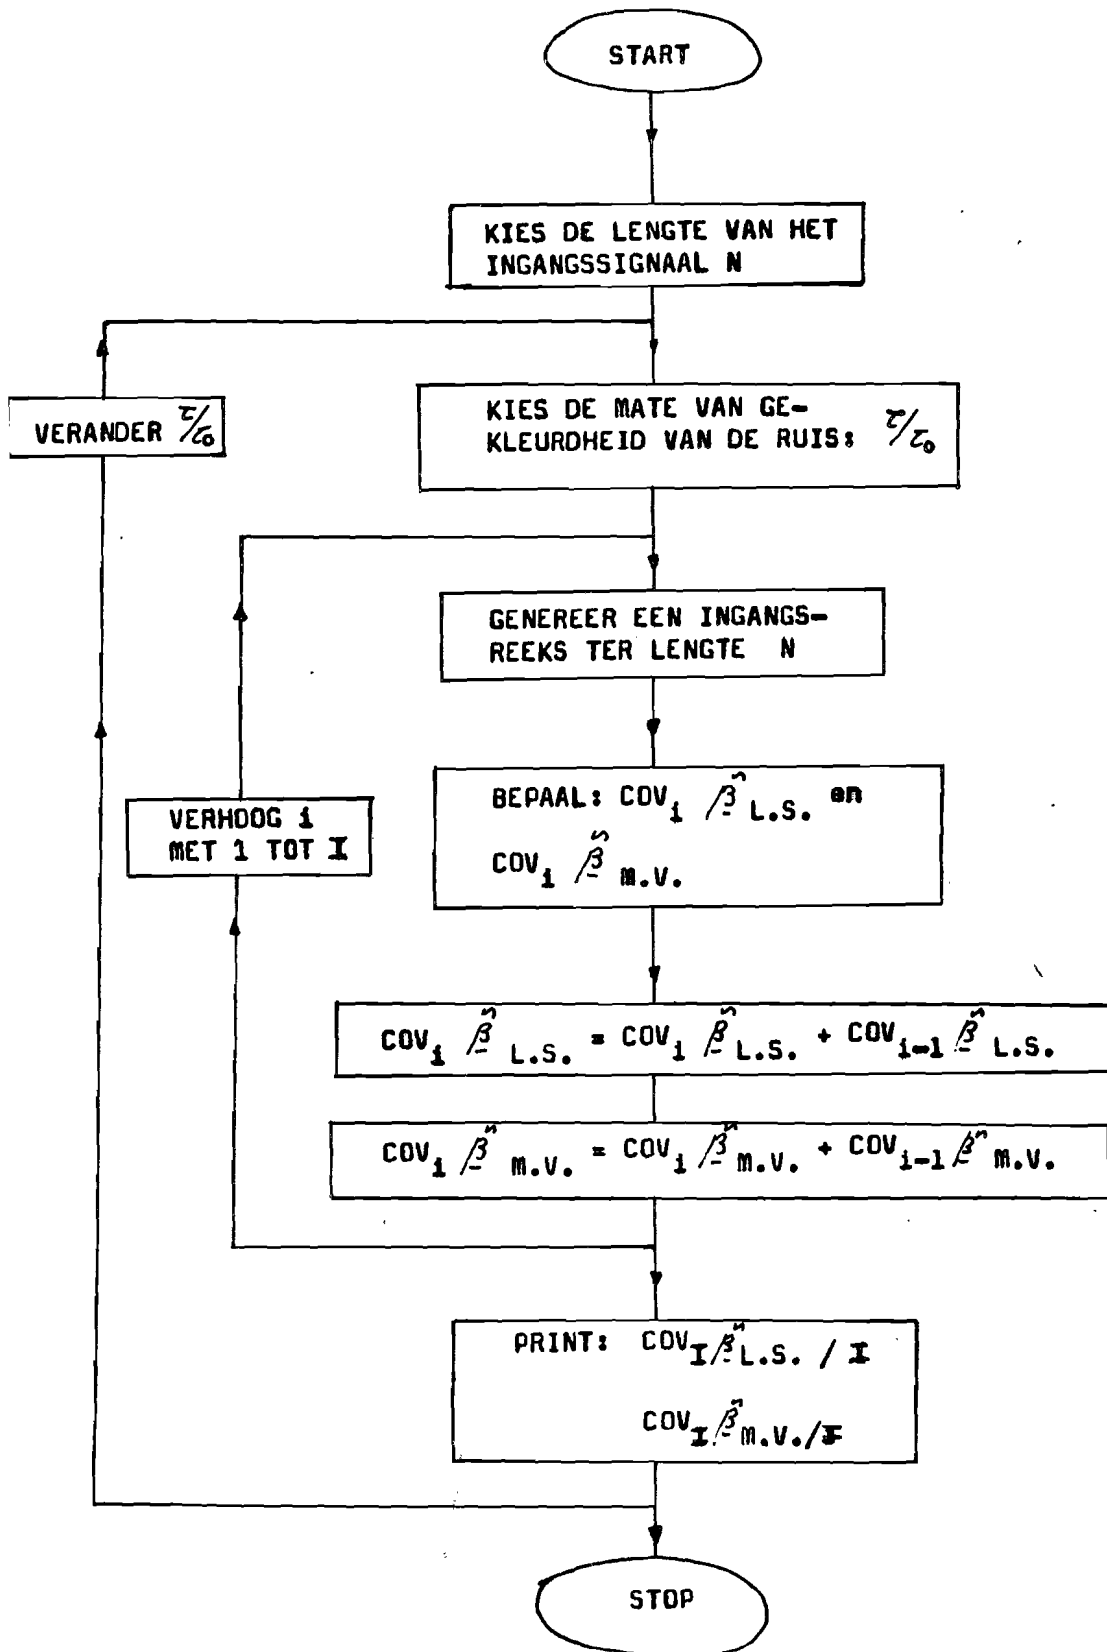 START
KIES DE LENGTE VAN HET
INGANGSSIGNAAL N
VERANDER τ/τ₀
KIES DE MATE VAN GE-
KLEURDHEID VAN DE RUIS: τ/τ₀
GENEREER EEN INGANGS-
REEKS TER LENGTE N
VERHOOG i
MET 1 TOT I
BEPAAL: COVᵢ β̂ L.S. en
COVᵢ β̂ m.v.
COVᵢ β̂ L.S. = COVᵢ β̂ L.S. + COVᵢ₋₁ β̂ L.S.
COVᵢ β̂ m.v. = COVᵢ β̂ m.v. + COVᵢ₋₁ β̂ m.v.
PRINT: COV_I β̂ L.S. / I
COV_I β̂ m.v./I
STOP